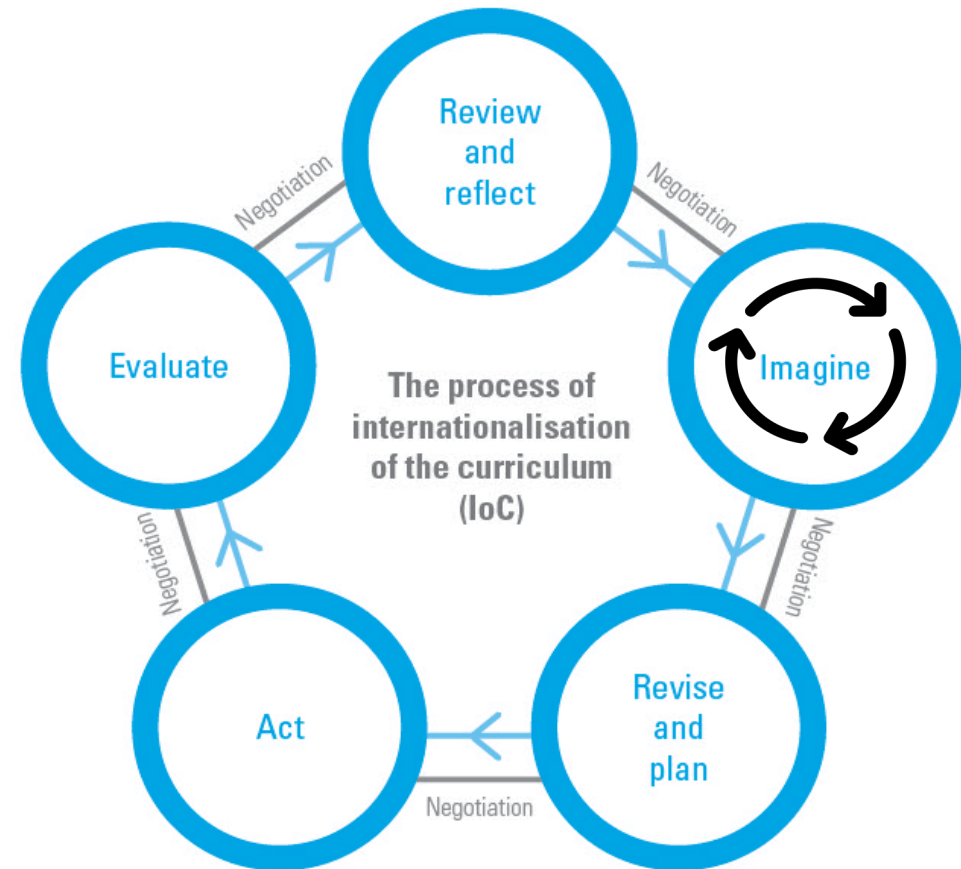 Review
and
reflect
Negotiation
Negotiation
Imagine
Evaluate
The process of
internationalisation
of the curriculum
(IoC)
Negotiation
Negotiation
Revise
and
plan
Act
Negotiation